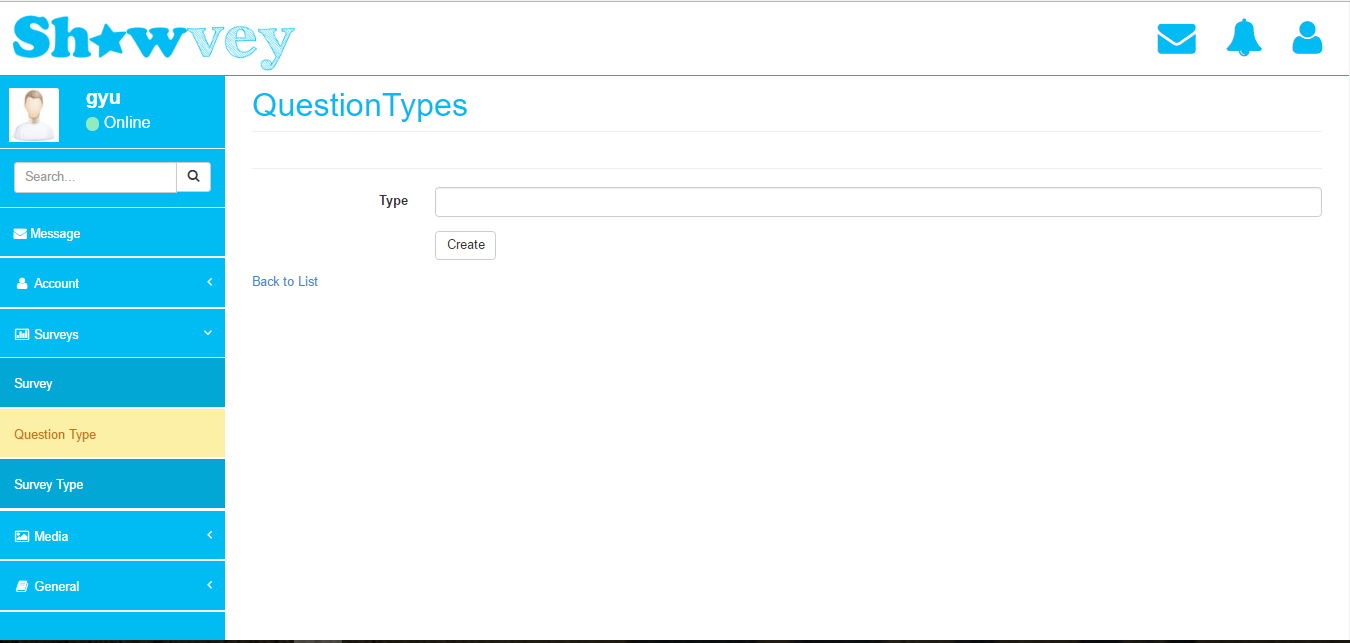 Sh★wvey
gyu
Online
QuestionTypes
Search...
Type
Create
Back to List
Message
Account
Surveys
Survey
Question Type
Survey Type
Media
General